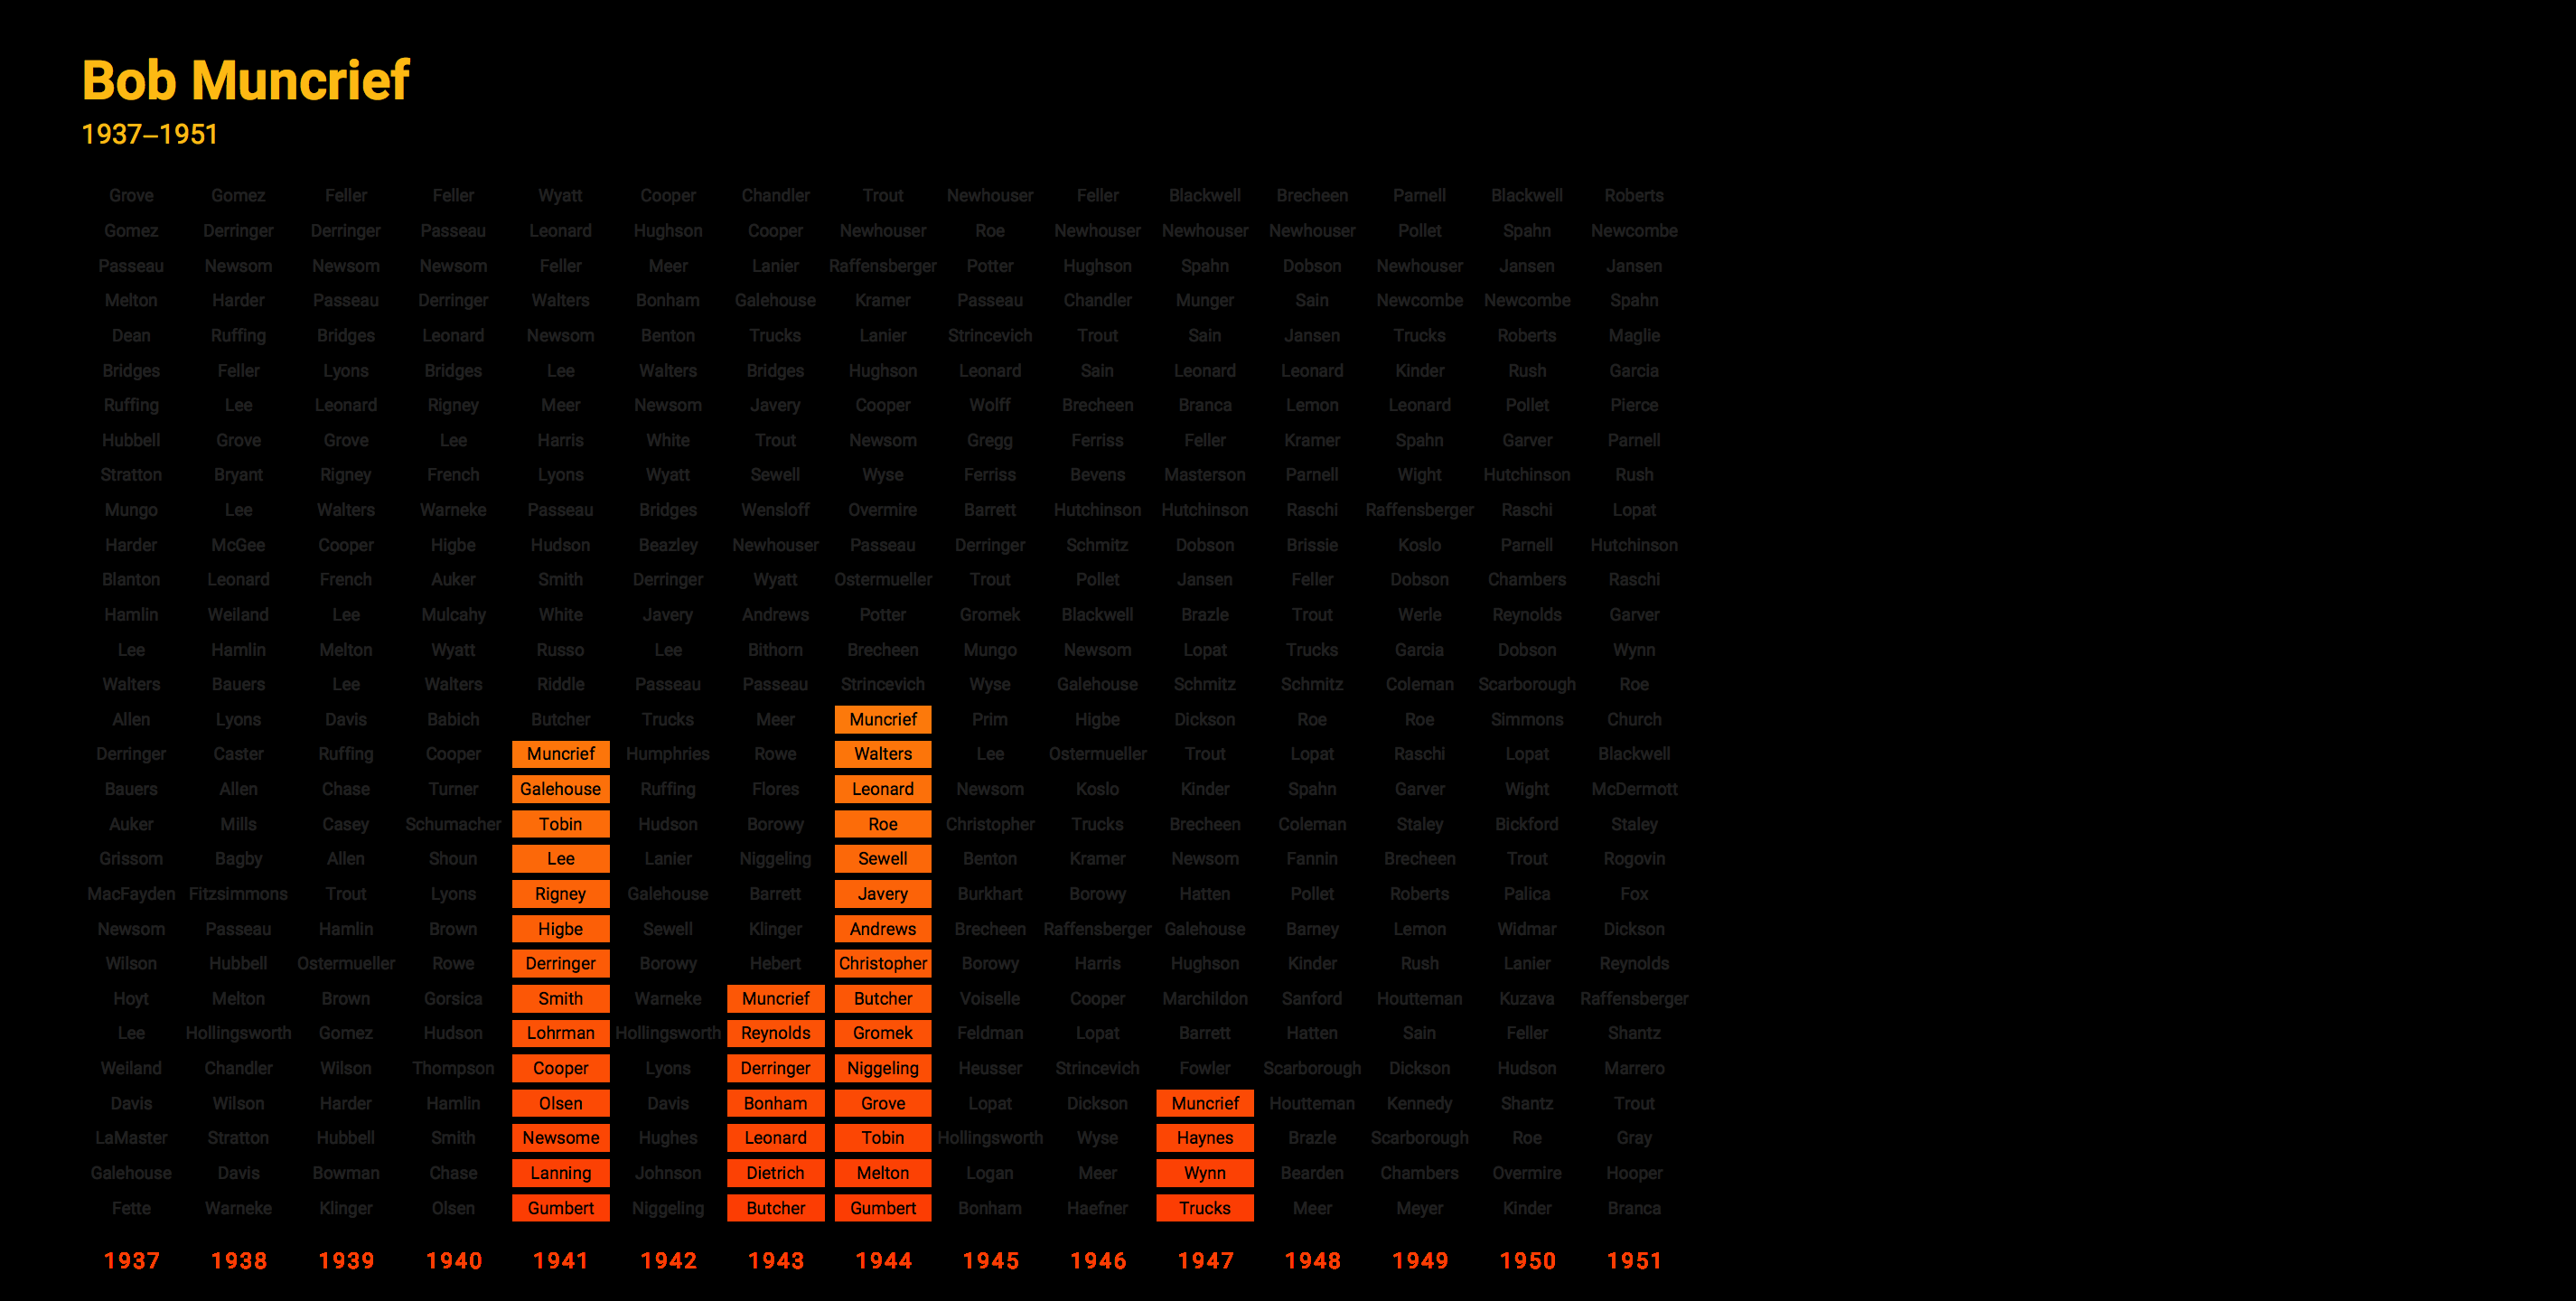 Bob Muncrief
1937–1951
Grove Gomez Feller Feller Wyatt Cooper Chandler Trout Newhouser Feller Blackwell Brecheen Parnell Blackwell Roberts
Gomez Derringer Derringer Passeau Leonard Hughson Cooper Newhouser Roe Newhouser Newhouser Newhouser Pollet Spahn Newcombe
Passeau Newsom Newsom Newsom Feller Meer Lanier Raffensberger Potter Hughson Spahn Dobson Newhouser Jansen Jansen
Melton Harder Passeau Derringer Walters Bonham Galehouse Kramer Passeau Chandler Munger Sain Newcombe Newcombe Spahn
Dean Ruffing Bridges Leonard Newsom Benton Trucks Lanier Strincevich Trout Sain Jansen Trucks Roberts Maglie
Bridges Feller Lyons Bridges Lee Walters Bridges Hughson Leonard Sain Leonard Leonard Kinder Rush Garcia
Ruffing Lee Leonard Rigney Meer Newsom Javery Cooper Wolff Brecheen Branca Lemon Leonard Pollet Pierce
Hubbell Grove Grove Lee Harris White Trout Newsom Gregg Ferriss Feller Kramer Spahn Garver Parnell
Stratton Bryant Rigney French Lyons Wyatt Sewell Wyse Ferriss Bevens Masterson Parnell Wight Hutchinson Rush
Mungo Lee Walters Warneke Passeau Bridges Wensloff Overmire Barrett Hutchinson Hutchinson Raschi Raffensberger Raschi Lopat
Harder McGee Cooper Higbe Hudson Beazley Newhouser Passeau Derringer Schmitz Dobson Brissie Koslo Parnell Hutchinson
Blanton Leonard French Auker Smith Derringer Wyatt Ostermueller Trout Pollet Jansen Feller Dobson Chambers Raschi
Hamlin Weiland Lee Mulcahy White Javery Andrews Potter Gromek Blackwell Brazle Trout Werle Reynolds Garver
Lee Hamlin Melton Wyatt Russo Lee Bithorn Brecheen Mungo Newsom Lopat Trucks Garcia Dobson Wynn
Walters Bauers Lee Walters Riddle Passeau Passeau Strincevich Wyse Galehouse Schmitz Schmitz Coleman Scarborough Roe
Allen Lyons Davis Babich Butcher Trucks Meer Muncrief Prim Higbe Dickson Roe Roe Simmons Church
Derringer Caster Ruffing Cooper Muncrief Humphries Rowe Walters Lee Ostermueller Trout Lopat Raschi Lopat Blackwell
Bauers Allen Chase Turner Galehouse Ruffing Flores Leonard Newsom Koslo Kinder Spahn Garver Wight McDermott
Auker Mills Casey Schumacher Tobin Hudson Borowy Roe Christopher Trucks Brecheen Coleman Staley Bickford Staley
Grissom Bagby Allen Shoun Lee Lanier Niggeling Sewell Benton Kramer Newsom Fannin Brecheen Trout Rogovin
MacFayden Fitzsimmons Trout Lyons Rigney Galehouse Barrett Javery Burkhart Borowy Hatten Pollet Roberts Palica Fox
Newsom Passeau Hamlin Brown Higbe Sewell Klinger Andrews Brecheen Raffensberger Galehouse Barney Lemon Widmar Dickson
Wilson Hubbell Ostermueller Rowe Derringer Borowy Hebert Christopher Borowy Harris Hughson Kinder Rush Lanier Reynolds
Hoyt Melton Brown Gorsica Smith Warneke Muncrief Butcher Voiselle Cooper Marchildon Sanford Houtteman Kuzava Raffensberger
Lee Hollingsworth Gomez Hudson Lohrman Hollingsworth Reynolds Gromek Feldman Lopat Barrett Hatten Sain Feller Shantz
Weiland Chandler Wilson Thompson Cooper Lyons Derringer Niggeling Heusser Strincevich Fowler Scarborough Dickson Hudson Marrero
Davis Wilson Harder Hamlin Olsen Davis Bonham Grove Lopat Dickson Muncrief Houtteman Kennedy Shantz Trout
LaMaster Stratton Hubbell Smith Newsome Hughes Leonard Tobin Hollingsworth Wyse Haynes Brazle Scarborough Roe Gray
Galehouse Davis Bowman Chase Lanning Johnson Dietrich Melton Logan Meer Wynn Bearden Chambers Overmire Hooper
Fette Warneke Klinger Olsen Gumbert Niggeling Butcher Gumbert Bonham Haefner Trucks Meer Meyer Kinder Branca
1937 1938 1939 1940 1941 1942 1943 1944 1945 1946 1947 1948 1949 1950 1951